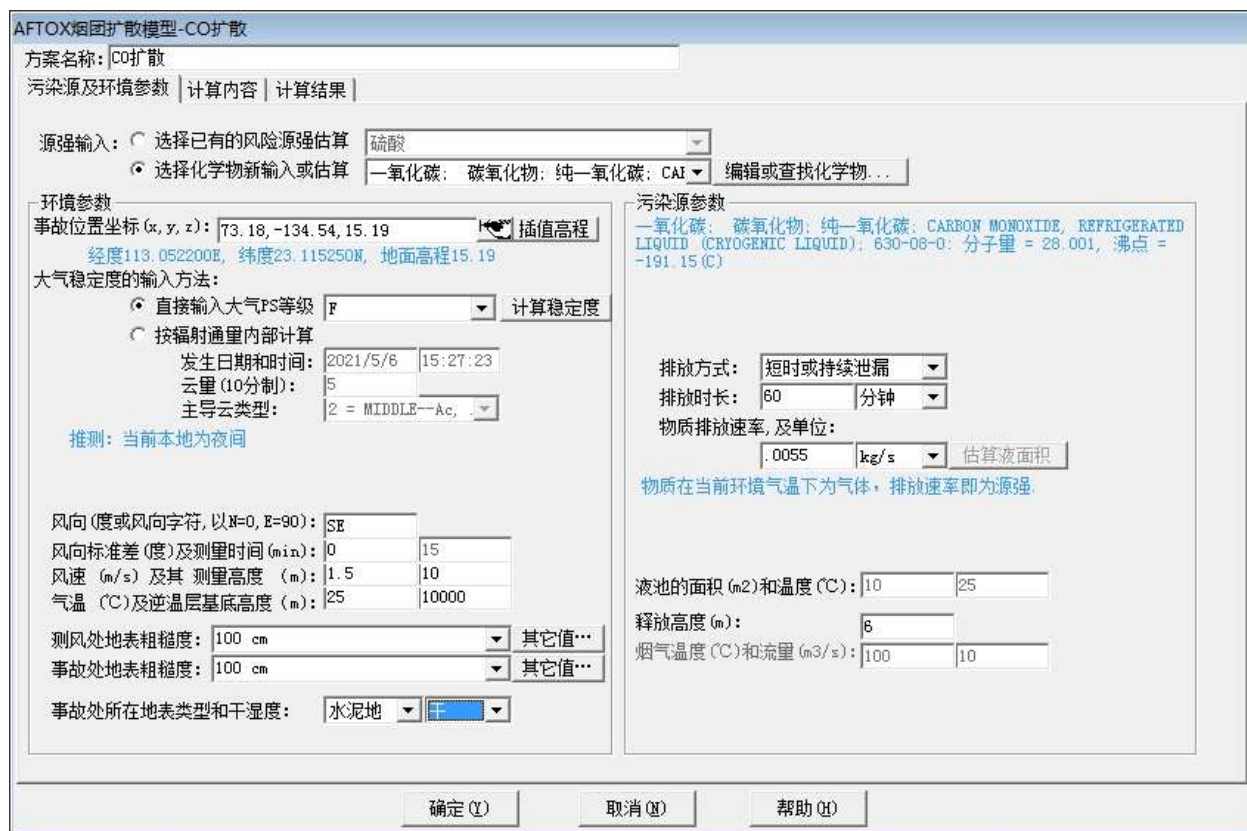 AFTOX烟团扩散模型-CO扩散
方案名称: CO扩散
污染源及环境参数 计算内容 计算结果
源强输入: 选择已有的风险源强估算 硫酸
选择化学物新输入或估算 一氧化碳; 碳氧化物; 纯一氧化碳; CAI 编辑或查找化学物...
环境参数
事故位置坐标(x,y,z): 73.18,-134.54,15.19 插值高程
经度113.052200E, 纬度23.115250N, 地面高程15.19
大气稳定度的输入方法:
直接输入大气PS等级 F 计算稳定度
按辐射通量内部计算
发生日期和时间: 2021/5/6 15:27:23
云量(10分制): 5
主导云类型: 2 = MIDDLE--Ac, .
推测: 当前本地为夜间
风向(度或风向字符,以N=0,E=90): SE
风向标准差(度)及测量时间(min): 0 15
风速 (m/s) 及其 测量高度 (m): 1.5 10
气温 (℃)及逆温层基底高度 (m): 25 10000
测风处地表粗糙度: 100 cm 其它值…
事故处地表粗糙度: 100 cm 其它值…
事故处所在地表类型和干湿度: 水泥地 干
污染源参数
一氧化碳; 碳氧化物; 纯一氧化碳; CARBON MONOXIDE, REFRIGERATED
LIQUID (CRYOGENIC LIQUID); 630-08-0: 分子量 = 28.001, 沸点 =
-191.15(C)
排放方式: 短时或持续泄漏
排放时长: 60 分钟
物质排放速率,及单位:
.0055 kg/s 估算液面积
物质在当前环境气温下为气体，排放速率即为源强.
液池的面积(m2)和温度(℃): 10 25
释放高度(m): 6
烟气温度(℃)和流量(m3/s): 100 10
确定(Y) 取消(N) 帮助(H)